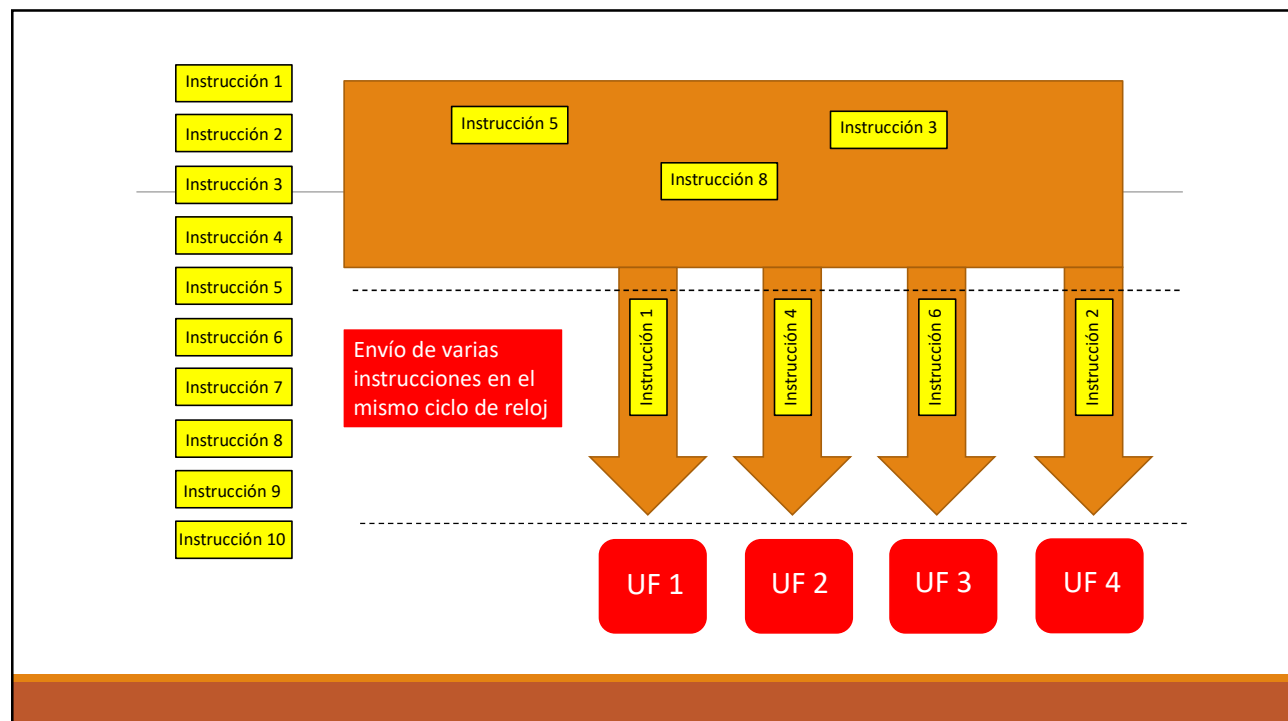 Instrucción 1
Instrucción 2
Instrucción 3
Instrucción 4
Instrucción 5
Instrucción 6
Instrucción 7
Instrucción 8
Instrucción 9
Instrucción 10
Instrucción 5
Instrucción 3
Instrucción 8
Envío de varias
instrucciones en el
mismo ciclo de reloj
Instrucción 1
Instrucción 4
Instrucción 6
Instrucción 2
UF 1
UF 2
UF 3
UF 4